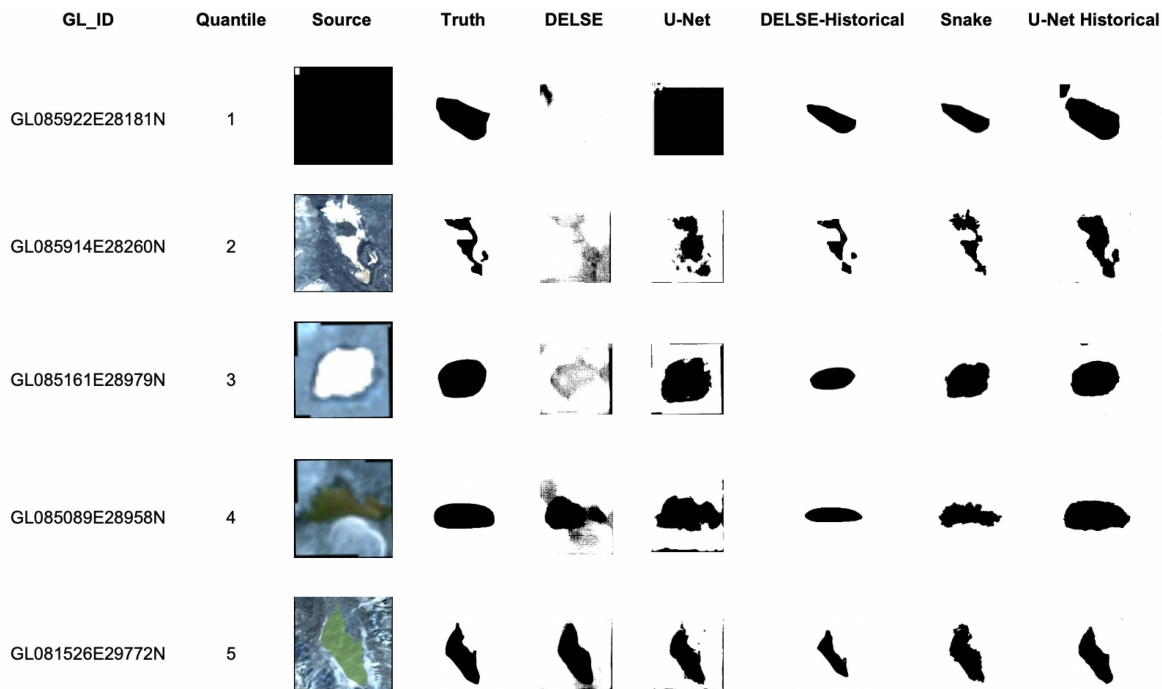 GL_ID Quantile Source Truth DELSE U-Net DELSE-Historical Snake U-Net Historical
GL085922E28181N 1
GL085914E28260N 2
GL085161E28979N 3
GL085089E28958N 4
GL081526E29772N 5